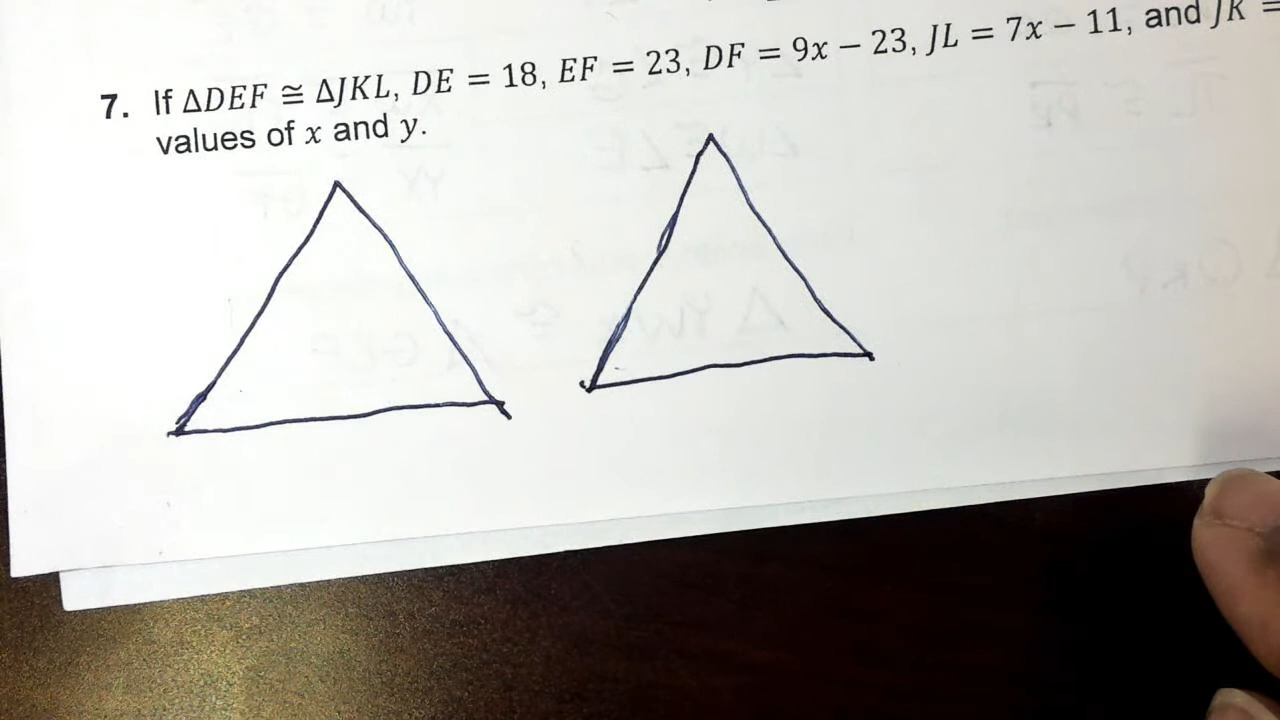 7. If ΔDEF ≅ ΔJKL, DE = 18, EF = 23, DF = 9x − 23, JL = 7x − 11, and JK =
values of x and y.